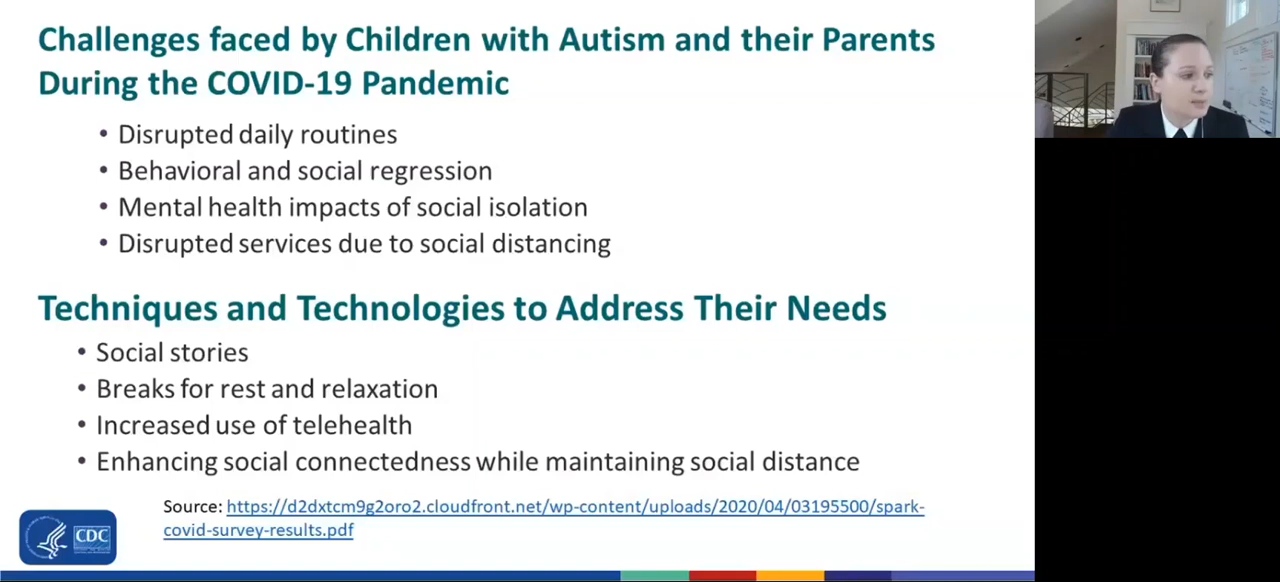 Challenges faced by Children with Autism and their Parents
During the COVID-19 Pandemic
• Disrupted daily routines
• Behavioral and social regression
• Mental health impacts of social isolation
• Disrupted services due to social distancing
Techniques and Technologies to Address Their Needs
• Social stories
• Breaks for rest and relaxation
• Increased use of telehealth
• Enhancing social connectedness while maintaining social distance
Source: https://d2dxtcm9g2oro2.cloudfront.net/wp-content/uploads/2020/04/03195500/spark-
covid-survey-results.pdf
CDC